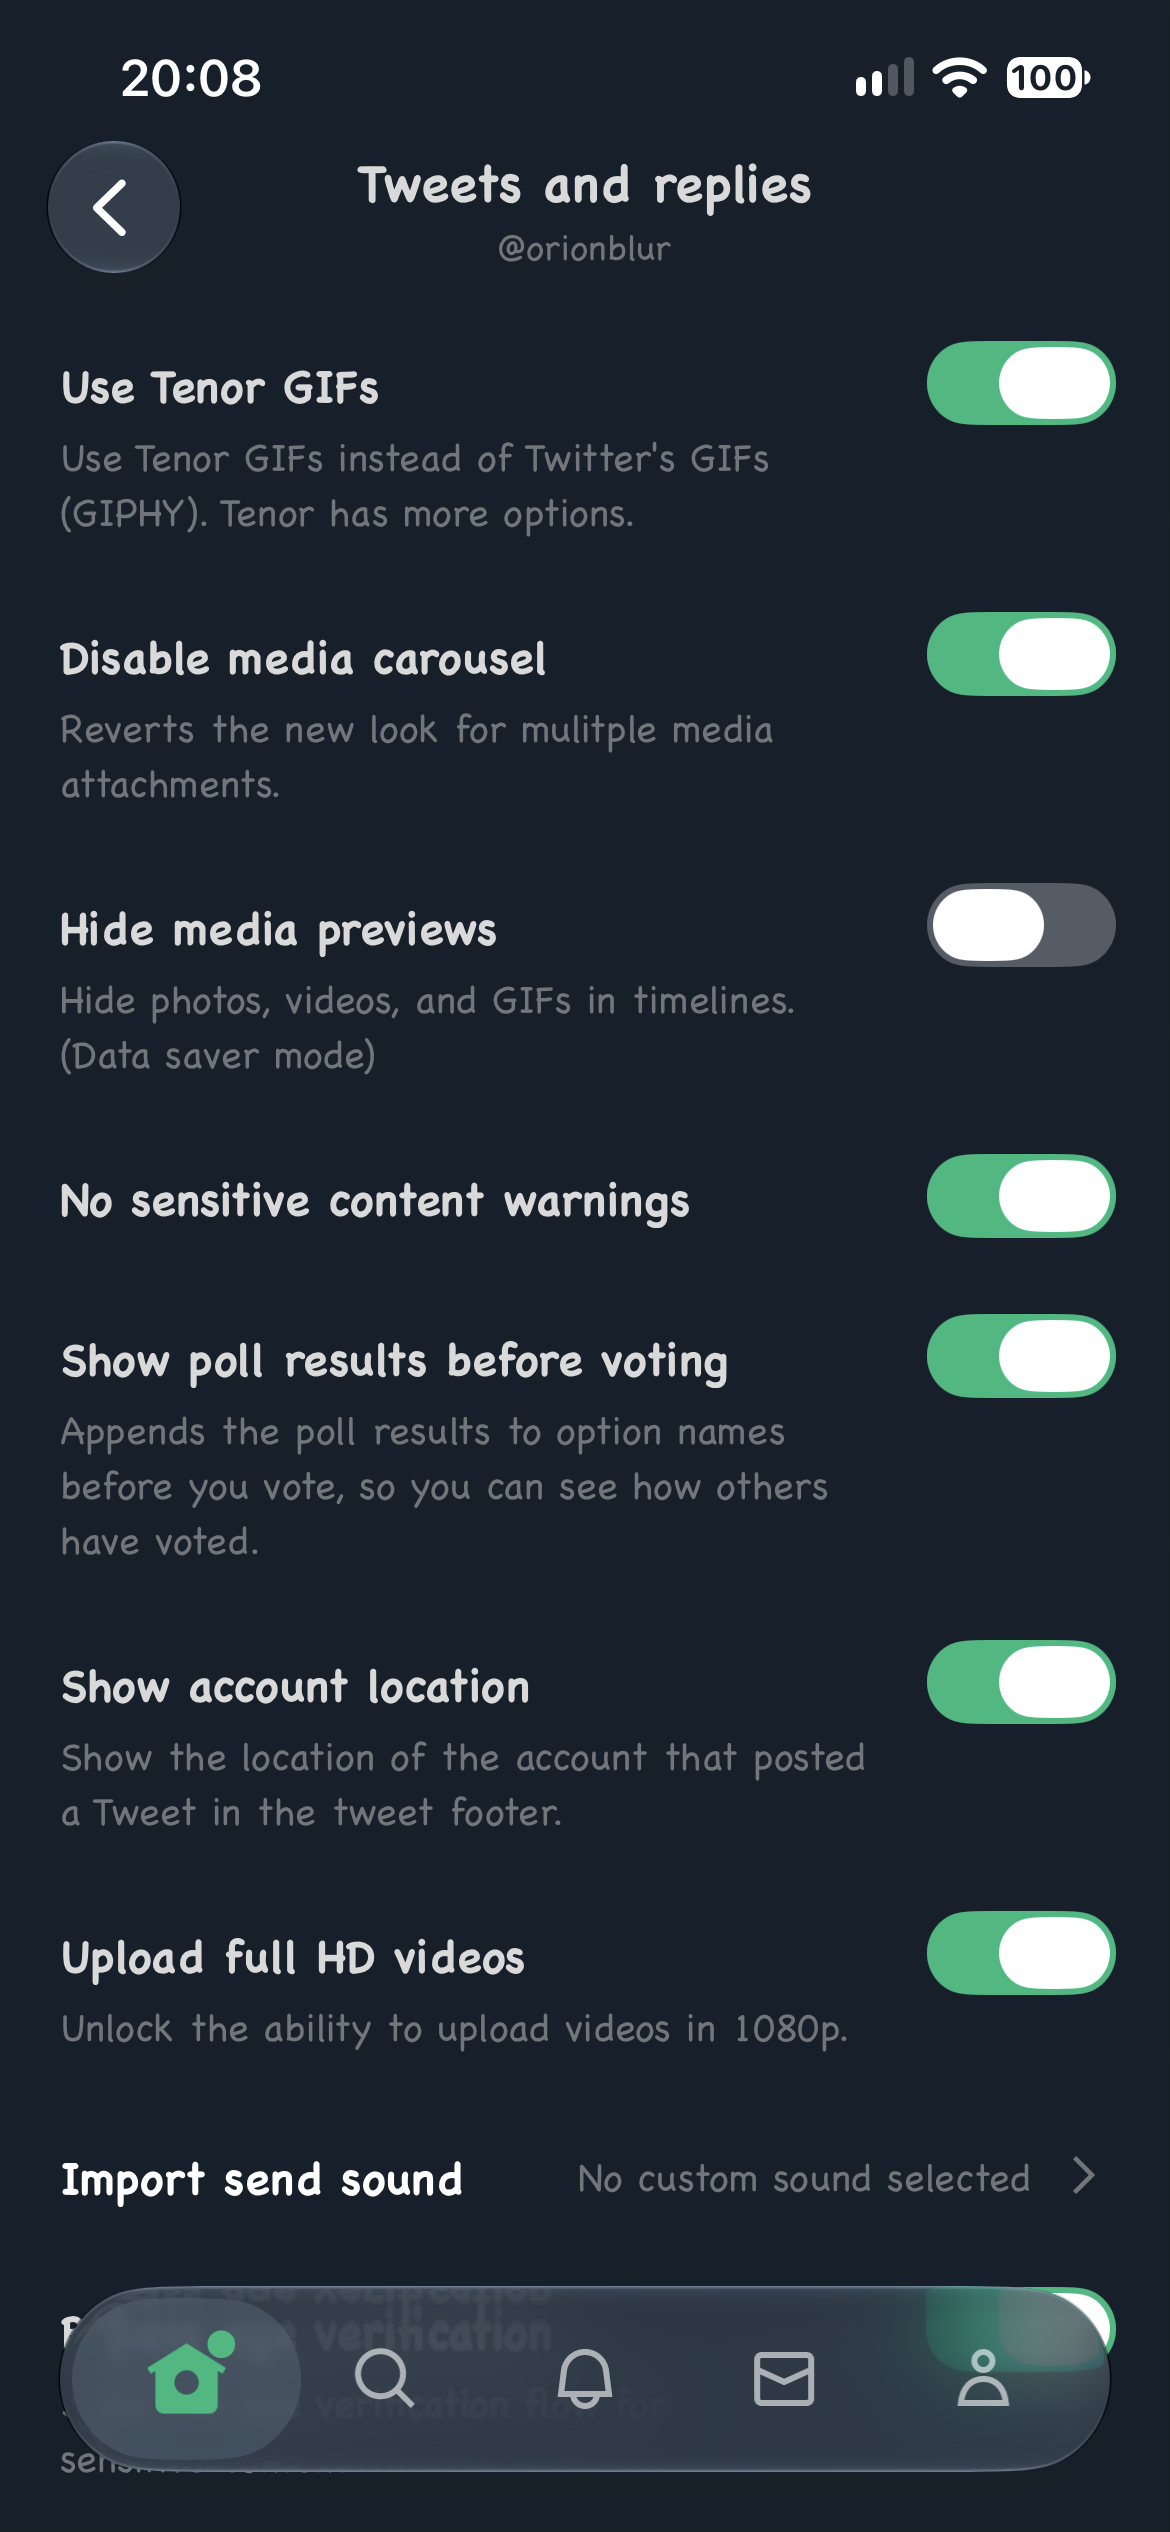 20:08
100
Tweets and replies
@orionblur
Use Tenor GIFs
Use Tenor GIFs instead of Twitter's GIFs
(GIPHY). Tenor has more options.
Disable media carousel
Reverts the new look for mulitple media
attachments.
Hide media previews
Hide photos, videos, and GIFs in timelines.
(Data saver mode)
No sensitive content warnings
Show poll results before voting
Appends the poll results to option names
before you vote, so you can see how others
have voted.
Show account location
Show the location of the account that posted
a Tweet in the tweet footer.
Upload full HD videos
Unlock the ability to upload videos in 1080p.
Import send sound
No custom sound selected
verification
verification flow for